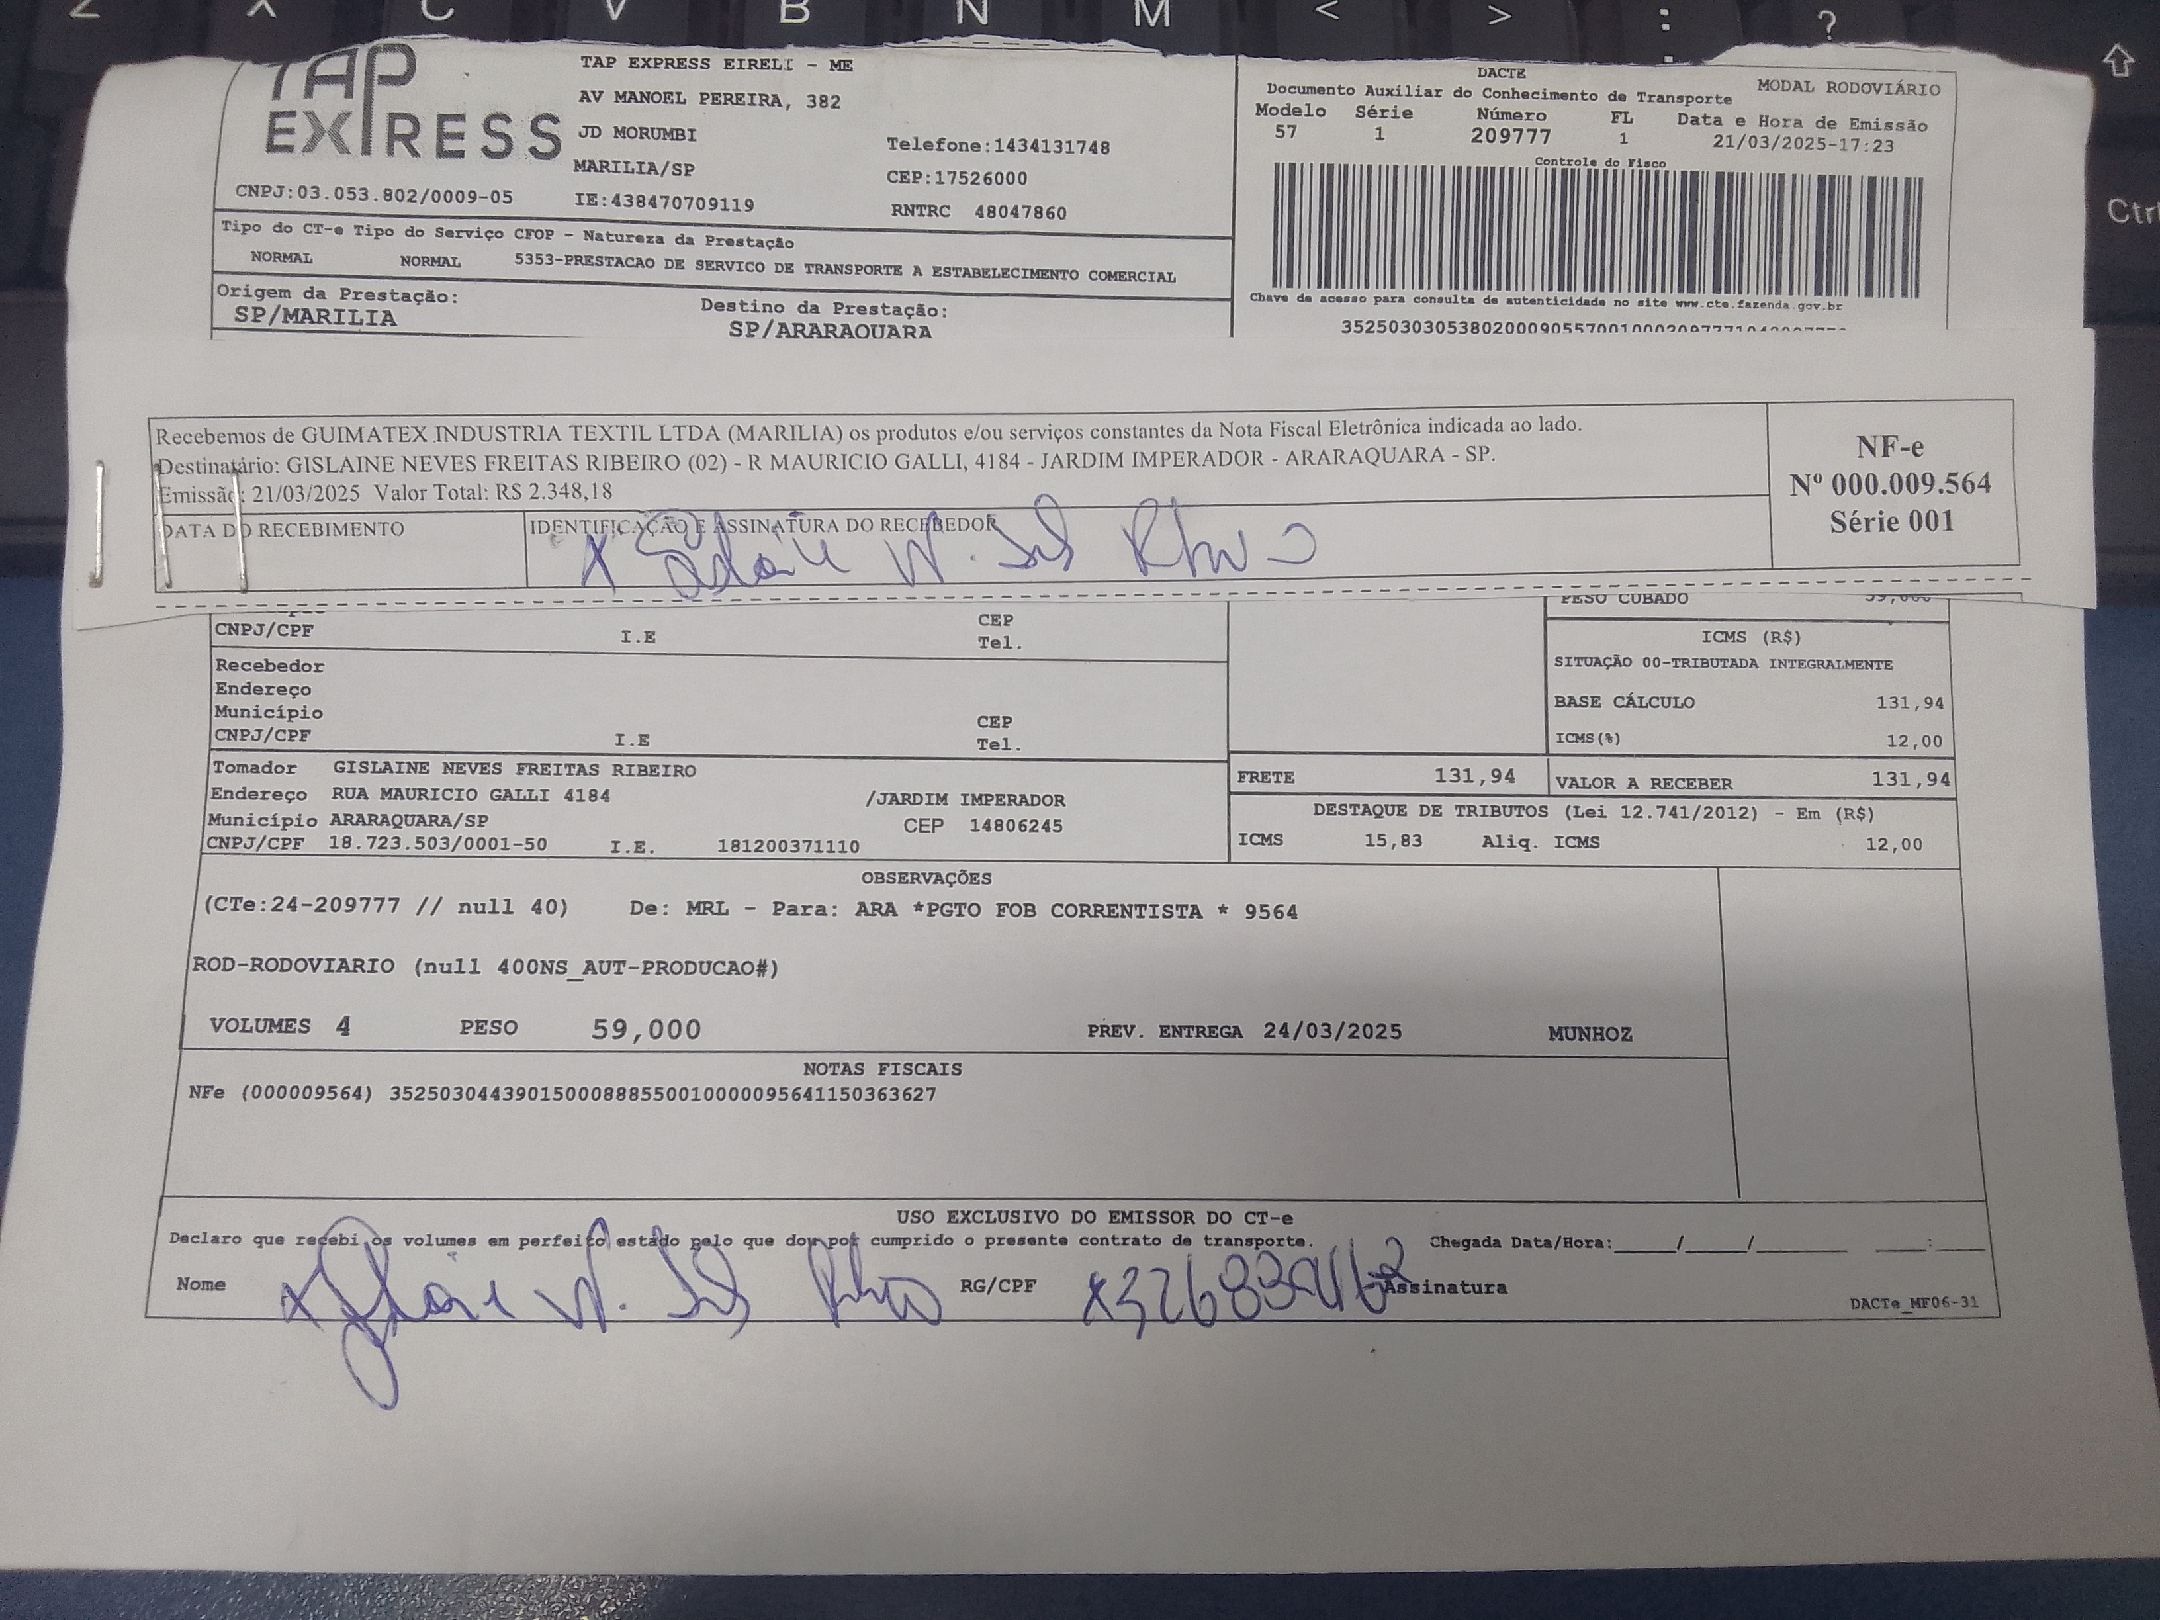 Z X C V B N M < > : ?
Ctrl
TAP EXPRESS
CNPJ:03.053.802/0009-05
TAP EXPRESS EIRELI - ME
AV MANOEL PEREIRA, 382
JD MORUMBI
MARILIA/SP
IE:438470709119
Telefone:1434131748
CEP:17526000
RNTRC 48047860
DACTE
Documento Auxiliar do Conhecimento de Transporte
MODAL RODOVIÁRIO
Modelo Série Número FL Data e Hora de Emissão
57 1 209777 1 21/03/2025-17:23
Controle do Fisco
Chave de acesso para consulta de autenticidade no site www.cte.fazenda.gov.br
Tipo do CT-e Tipo do Serviço CFOP - Natureza da Prestação
NORMAL NORMAL 5353-PRESTACAO DE SERVICO DE TRANSPORTE A ESTABELECIMENTO COMERCIAL
Origem da Prestação: Destino da Prestação:
SP/MARILIA SP/ARARAQUARA
Recebemos de GUIMATEX INDUSTRIA TEXTIL LTDA (MARILIA) os produtos e/ou serviços constantes da Nota Fiscal Eletrônica indicada ao lado.
Destinatário: GISLAINE NEVES FREITAS RIBEIRO (02) - R MAURICIO GALLI, 4184 - JARDIM IMPERADOR - ARARAQUARA - SP.
Emissão: 21/03/2025 Valor Total: R$ 2.348,18
DATA DO RECEBIMENTO
IDENTIFICAÇÃO E ASSINATURA DO RECEBEDOR
NF-e
Nº 000.009.564
Série 001
CNPJ/CPF I.E CEP
Tel.
Recebedor
Endereço
Município CEP
CNPJ/CPF I.E Tel.
PESO CUBADO
ICMS (R$)
SITUAÇÃO 00-TRIBUTADA INTEGRALMENTE
BASE CÁLCULO 131,94
ICMS(%) 12,00
Tomador GISLAINE NEVES FREITAS RIBEIRO
Endereço RUA MAURICIO GALLI 4184 /JARDIM IMPERADOR
Município ARARAQUARA/SP CEP 14806245
CNPJ/CPF 18.723.503/0001-50 I.E. 181200371110
FRETE 131,94 VALOR A RECEBER 131,94
DESTAQUE DE TRIBUTOS (Lei 12.741/2012) - Em (R$)
ICMS 15,83 Aliq. ICMS 12,00
OBSERVAÇÕES
(CTe:24-209777 // null 40) De: MRL - Para: ARA *PGTO FOB CORRENTISTA * 9564
ROD-RODOVIARIO (null 400NS_AUT-PRODUCAO#)
VOLUMES 4 PESO 59,000 PREV. ENTREGA 24/03/2025 MUNHOZ
NOTAS FISCAIS
NFe (000009564) 35250304439015000888550010000095641150363627
USO EXCLUSIVO DO EMISSOR DO CT-e
Declaro que recebi os volumes em perfeito estado pelo que dou por cumprido o presente contrato de transporte. Chegada Data/Hora:____/____/______ ____:____
Nome RG/CPF Assinatura
DACTe_MF06-31